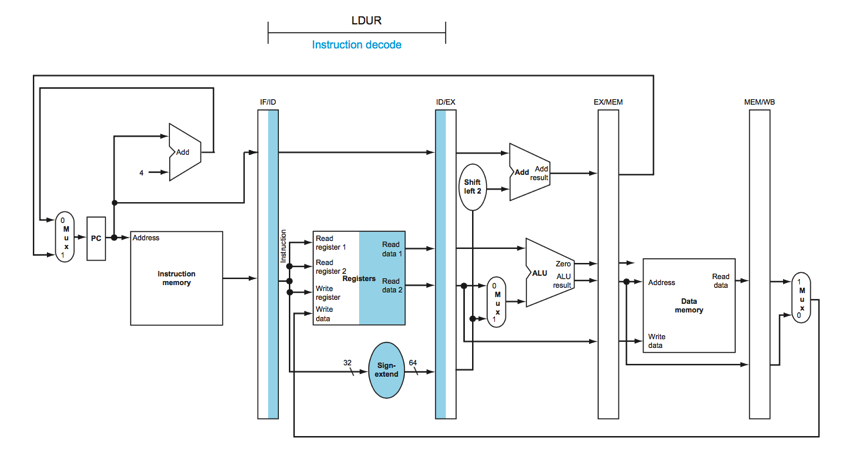 LDUR
Instruction decode
IF/ID
ID/EX
EX/MEM
MEM/WB
Add
4
Shift
left 2
Add
Add
result
0
M
u
x
1
PC
Address
Instruction
memory
Instruction
Read
register 1
Read
register 2
Write
register
Write
data
Registers
Read
data 1
Read
data 2
0
M
u
x
1
ALU
Zero
ALU
result
Address
Write
data
Data
memory
Read
data
1
M
u
x
0
32
Sign-
extend
64